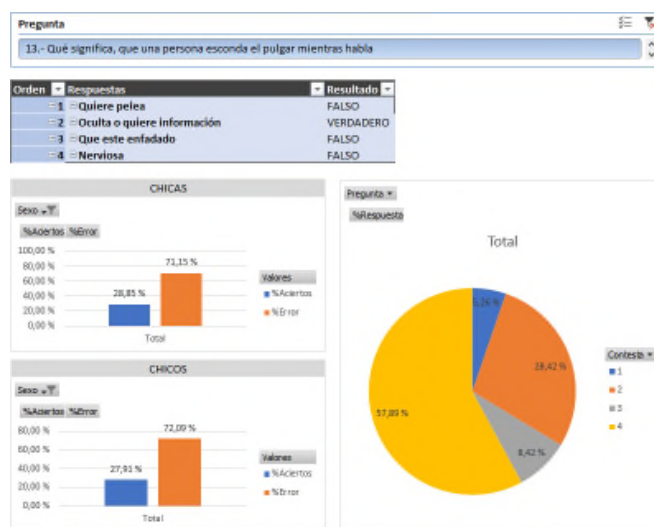 Pregunta
13.- Qué significa, que una persona esconda el pulgar mientras habla
Orden Respuestas Resultado
1 Quiere pelea FALSO
2 Oculta o quiere información VERDADERO
3 Que este enfadado FALSO
4 Nerviosa FALSO
CHICAS
Sexo
%Aciertos %Error
100,00 %
80,00 %
60,00 %
40,00 %
20,00 %
0,00 %
28,85 %
71,15 %
Total
Valores
%Aciertos
%Error
CHICOS
Sexo
%Aciertos %Error
80,00 %
60,00 %
40,00 %
20,00 %
0,00 %
27,91 %
72,09 %
Total
Valores
%Aciertos
%Error
Pregunta
%Respuesta
Total
5,26 %
28,42 %
8,42 %
57,89 %
Contesta
1
2
3
4